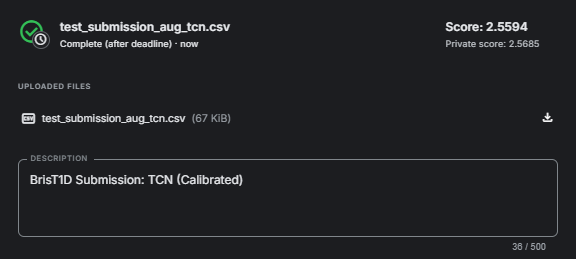 test_submission_aug_tcn.csv
Score: 2.5594
Complete (after deadline) · now
Private score: 2.5685
UPLOADED FILES
CSV
test_submission_aug_tcn.csv (67 KiB)
DESCRIPTION
BrisT1D Submission: TCN (Calibrated)
36 / 500